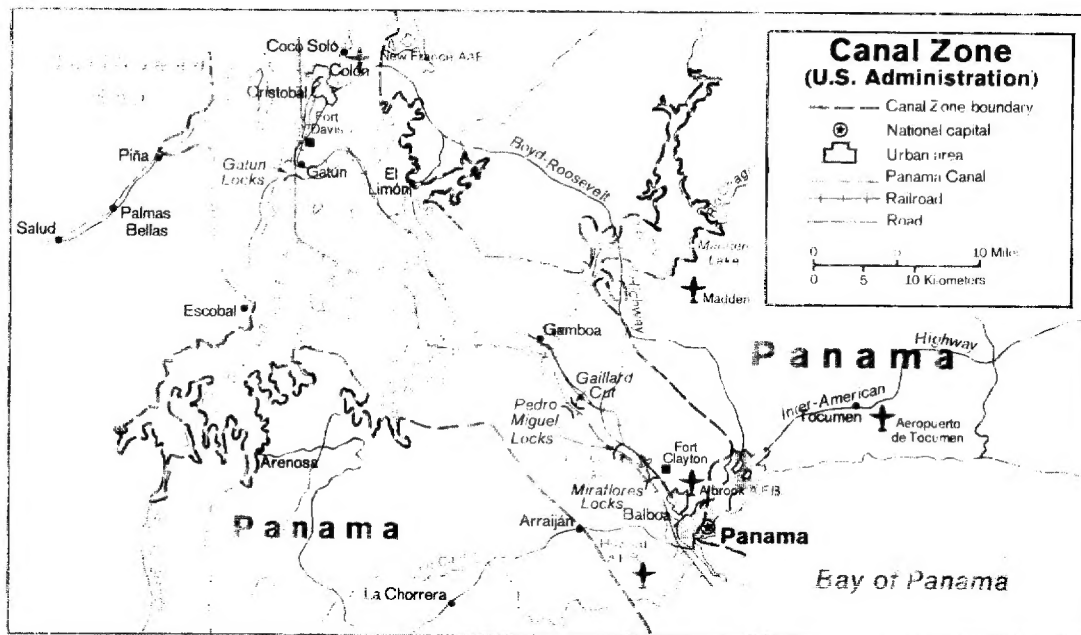 Canal Zone
(U.S. Administration)
Canal Zone boundary
National capital
Urban area
Panama Canal
Railroad
Road
0 10 Miles
0 5 10 Kilometers
Coco Solo
Colón
Cristobal
Fort
Davis
Piña
Gatun
Locks
Gatún
El
Limón
Boyd-Roosevelt
Highway
Salud
Palmas
Bellas
Lake
Madden
Escobal
Gamboa
Panama
Highway
Gaillard
Cut
Inter-American
Tocumen
Aeropuerto
de Tocumen
Pedro
Miguel
Locks
Arenosa
Fort
Clayton
Albrook A.F.B.
Miraflores
Locks
Balboa
Panama
Arraiján
Panama
La Chorrera
Bay of Panama